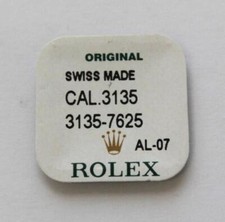 ORIGINAL
SWISS MADE
CAL.3135
3135-7625
AL-07
ROLEX